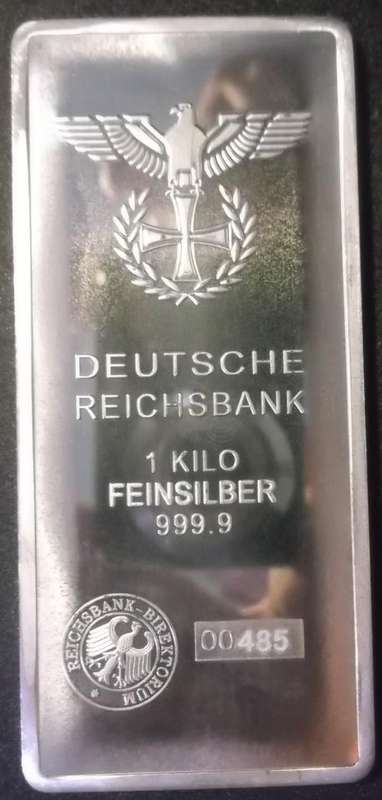 DEUTSCHE
REICHSBANK
1 KILO
FEINSILBER
999.9
REICHSBANK-DIREKTORIUM
00485